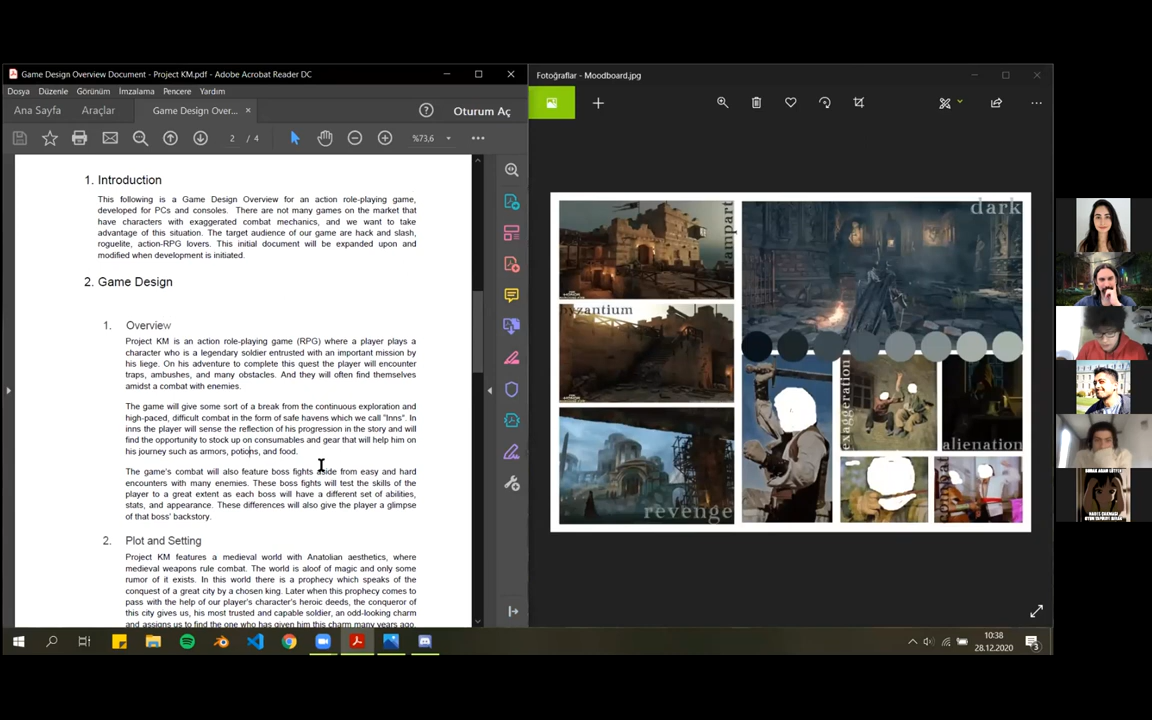 Game Design Overview Document - Project KM.pdf - Adobe Acrobat Reader DC
Dosya Düzenle Görünüm İmzalama Pencere Yardım
Ana Sayfa Araçlar Game Design Over... × Oturum Aç
2 / 4 %73,6
1. Introduction
This following is a Game Design Overview for an action role-playing game,
developed for PCs and consoles. There are not many games on the market that
have characters with exaggerated combat mechanics, and we want to take
advantage of this situation. The target audience of our game are hack and slash,
roguelite, action-RPG lovers. This initial document will be expanded upon and
modified when development is initiated.
2. Game Design
1. Overview
Project KM is an action role-playing game (RPG) where a player plays a
character who is a legendary soldier entrusted with an important mission by
his liege. On his adventure to complete this quest the player will encounter
traps, ambushes, and many obstacles. And they will often find themselves
amidst a combat with enemies.
The game will give some sort of a break from the continuous exploration and
high-paced, difficult combat in the form of safe havens which we call "Inns". In
inns the player will sense the reflection of his progression in the story and will
find the opportunity to stock up on consumables and gear that will help him on
his journey such as armors, potions, and food.
The game's combat will also feature boss fights aside from easy and hard
encounters with many enemies. These boss fights will test the skills of the
player to a great extent as each boss will have a different set of abilities,
stats, and appearance. These differences will also give the player a glimpse
of that boss' backstory.
2. Plot and Setting
Project KM features a medieval world with Anatolian aesthetics, where
medieval weapons rule combat. The world is aloof of magic and only some
rumor of it exists. In this world there is a prophecy which speaks of the
conquest of a great city by a chosen king. Later when this prophecy comes to
pass with the help of our player's character's heroic deeds, the conqueror of
this city gives us, his most trusted and capable soldier, an odd-looking charm
and assigns us to find the one who has given him this charm many years ago.
Fotoğraflar - Moodboard.jpg
rampart
dark
byzantium
exaggeration
alienation
revenge
10:38
28.12.2020
3